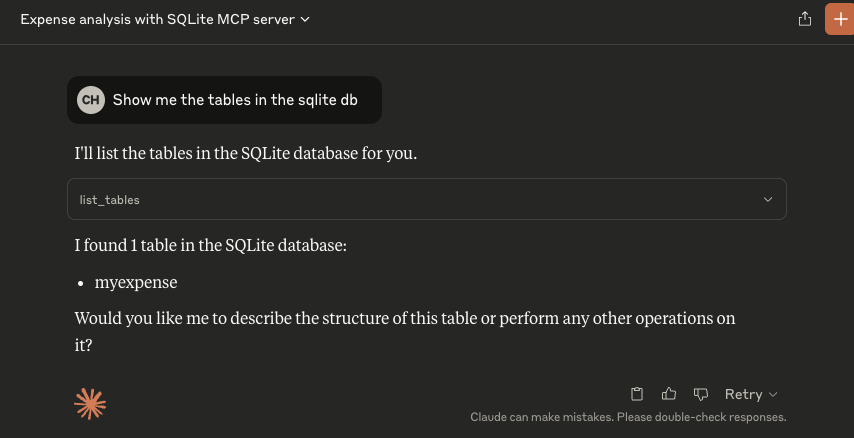 Expense analysis with SQLite MCP server
CH
Show me the tables in the sqlite db
I'll list the tables in the SQLite database for you.
list_tables
I found 1 table in the SQLite database:
• myexpense
Would you like me to describe the structure of this table or perform any other operations on
it?
Retry
Claude can make mistakes. Please double-check responses.